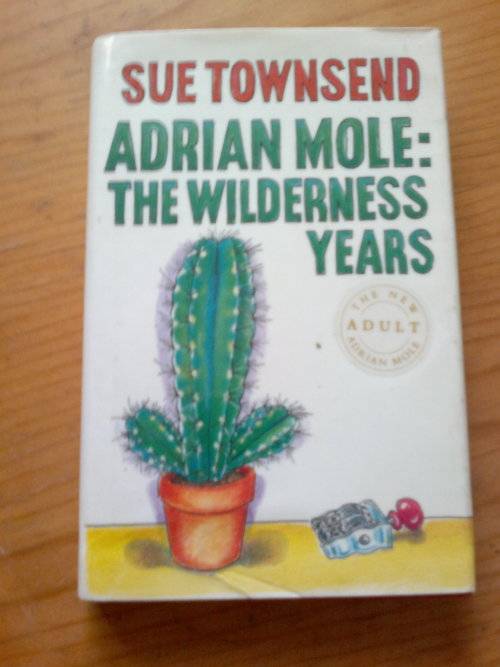 SUE TOWNSEND
ADRIAN MOLE:
THE WILDERNESS
YEARS
THE NEW
ADULT
ADRIAN MOLE